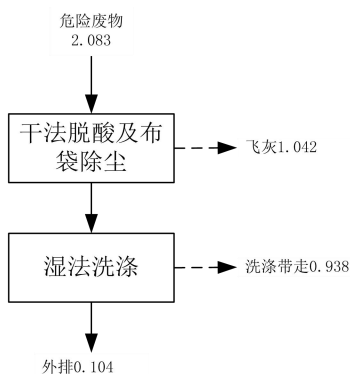 危险废物
2.083
干法脱酸及布
袋除尘
飞灰1.042
湿法洗涤
洗涤带走0.938
外排0.104